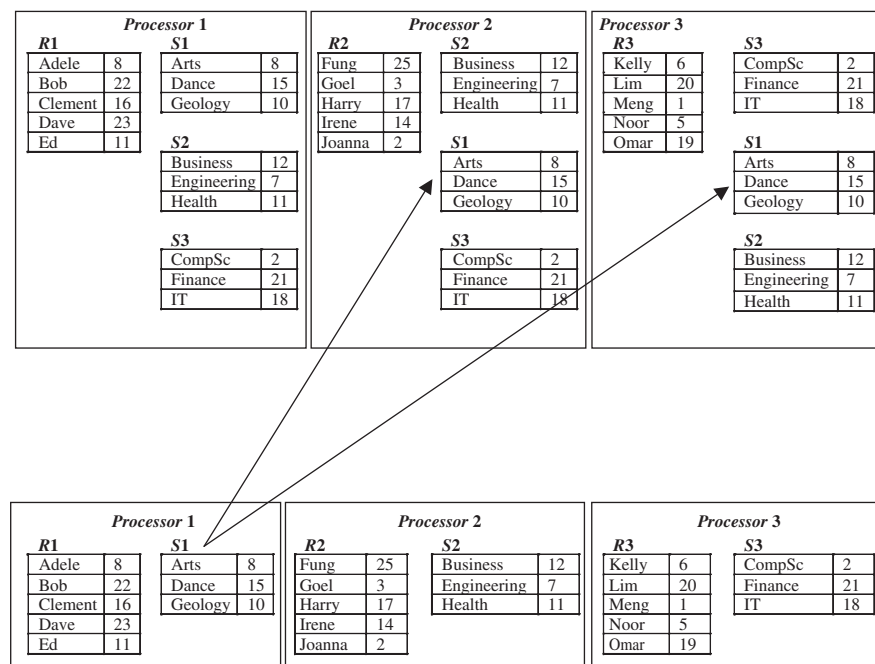 Processor 1
R1 S1
Adele 8 Arts 8
Bob 22 Dance 15
Clement 16 Geology 10
Dave 23
Ed 11
S2
Business 12
Engineering 7
Health 11
S3
CompSc 2
Finance 21
IT 18
Processor 2
R2 S2
Fung 25 Business 12
Goel 3 Engineering 7
Harry 17 Health 11
Irene 14
Joanna 2
S1
Arts 8
Dance 15
Geology 10
S3
CompSc 2
Finance 21
IT 18
Processor 3
R3 S3
Kelly 6 CompSc 2
Lim 20 Finance 21
Meng 1 IT 18
Noor 5
Omar 19
S1
Arts 8
Dance 15
Geology 10
S2
Business 12
Engineering 7
Health 11
Processor 1
R1 S1
Adele 8 Arts 8
Bob 22 Dance 15
Clement 16 Geology 10
Dave 23
Ed 11
Processor 2
R2 S2
Fung 25 Business 12
Goel 3 Engineering 7
Harry 17 Health 11
Irene 14
Joanna 2
Processor 3
R3 S3
Kelly 6 CompSc 2
Lim 20 Finance 21
Meng 1 IT 18
Noor 5
Omar 19